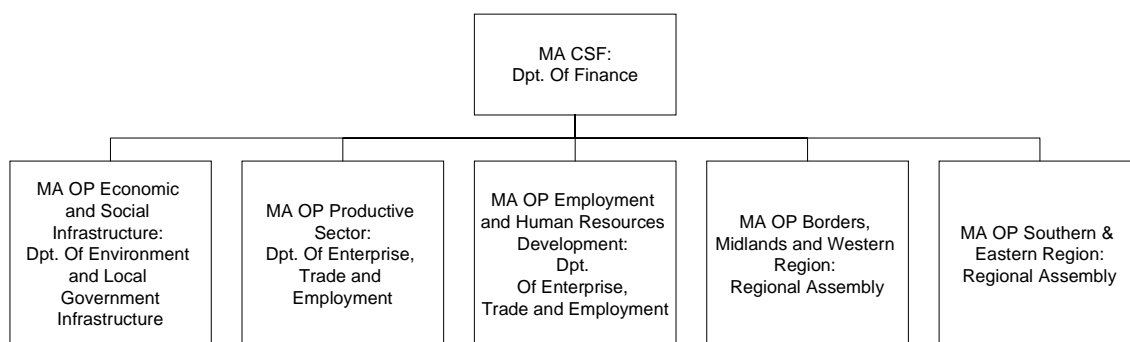 MA CSF:
Dpt. Of Finance
MA OP Economic
and Social
Infrastructure:
Dpt. Of Environment
and Local
Government
Infrastructure
MA OP Productive
Sector:
Dpt. Of Enterprise,
Trade and
Employment
MA OP Employment
and Human Resources
Development:
Dpt.
Of Enterprise,
Trade and Employment
MA OP Borders,
Midlands and Western
Region:
Regional Assembly
MA OP Southern &
Eastern Region:
Regional Assembly